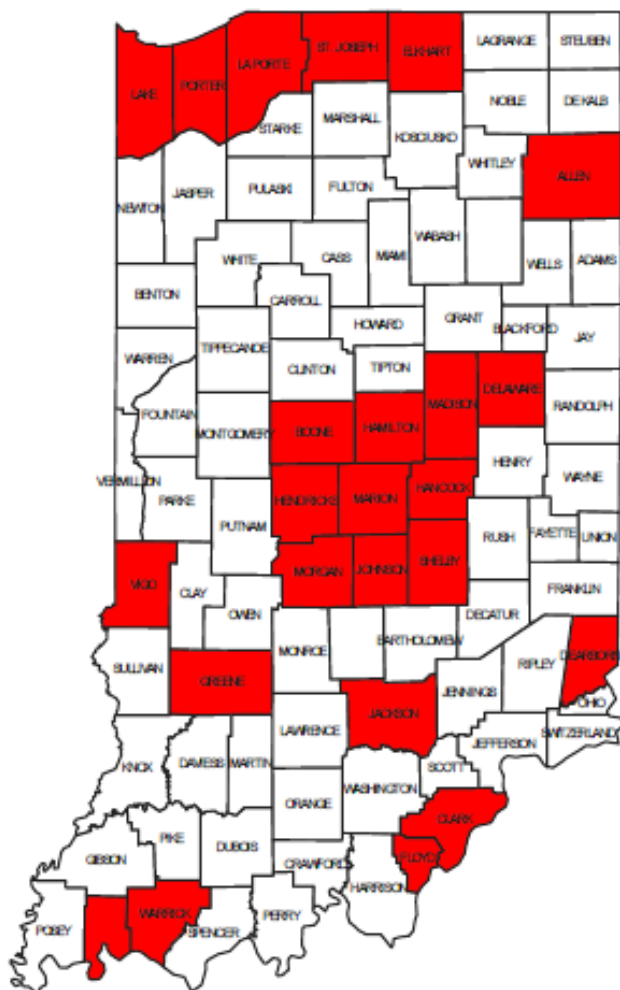 LAKE
PORTER
LA PORTE
ST. JOSEPH
ELKHART
LAGRANGE
STEUBEN
NOBLE
DE KALB
STARKE
MARSHALL
KOSCIUSKO
WHITLEY
ALLEN
NEWTON
JASPER
PULASKI
FULTON
WABASH
MIAMI
WELLS
ADAMS
WHITE
CASS
BENTON
CARROLL
HOWARD
GRANT
BLACKFORD
JAY
WARREN
TIPPECANOE
CLINTON
TIPTON
MADISON
DELAWARE
RANDOLPH
FOUNTAIN
MONTGOMERY
BOONE
HAMILTON
HENRY
WAYNE
VERMILLION
PARKE
PUTNAM
HENDRICKS
MARION
HANCOCK
RUSH
FAYETTE
UNION
VIGO
CLAY
OWEN
MORGAN
JOHNSON
SHELBY
FRANKLIN
DECATUR
SULLIVAN
GREENE
MONROE
BARTHOLOMEW
RIPLEY
DEARBORN
OHIO
JENNINGS
JACKSON
LAWRENCE
SWITZERLAND
JEFFERSON
KNOX
DAVIESS
MARTIN
SCOTT
WASHINGTON
ORANGE
CLARK
PIKE
DUBOIS
GIBSON
CRAWFORD
FLOYD
HARRISON
POSEY
WARRICK
SPENCER
PERRY